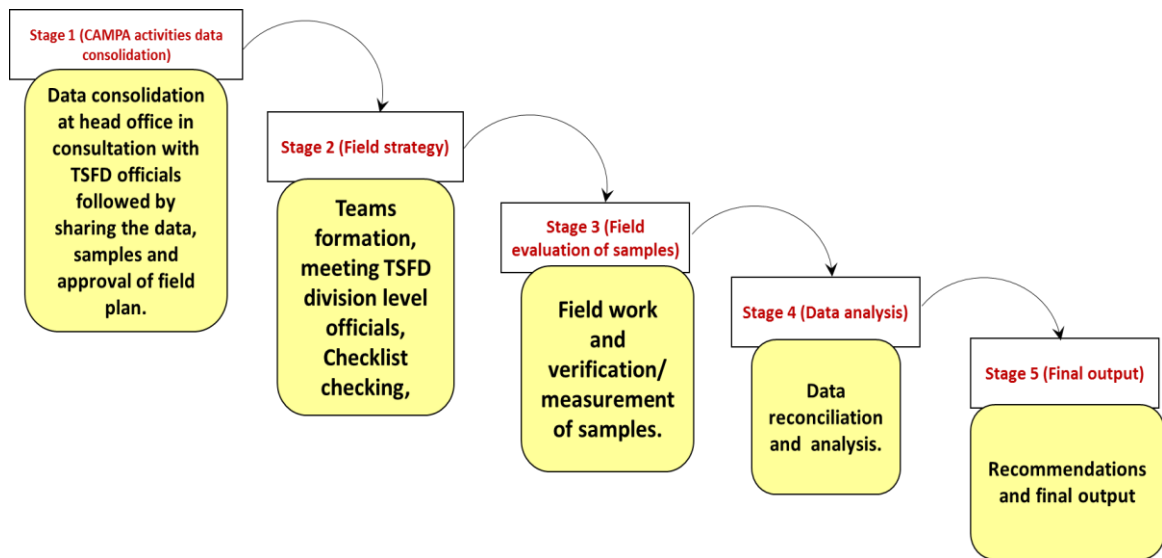 Stage 1 (CAMPA activities data
consolidation)
Data consolidation
at head office in
consultation with
TSFD officials
followed by
sharing the data,
samples and
approval of field
plan.
Stage 2 (Field strategy)
Teams
formation,
meeting TSFD
division level
officials,
Checklist
checking,
Stage 3 (Field
evaluation of samples)
Field work
and
verification/
measurement
of samples.
Stage 4 (Data analysis)
Data
reconciliation
and analysis.
Stage 5 (Final output)
Recommendations
and final output